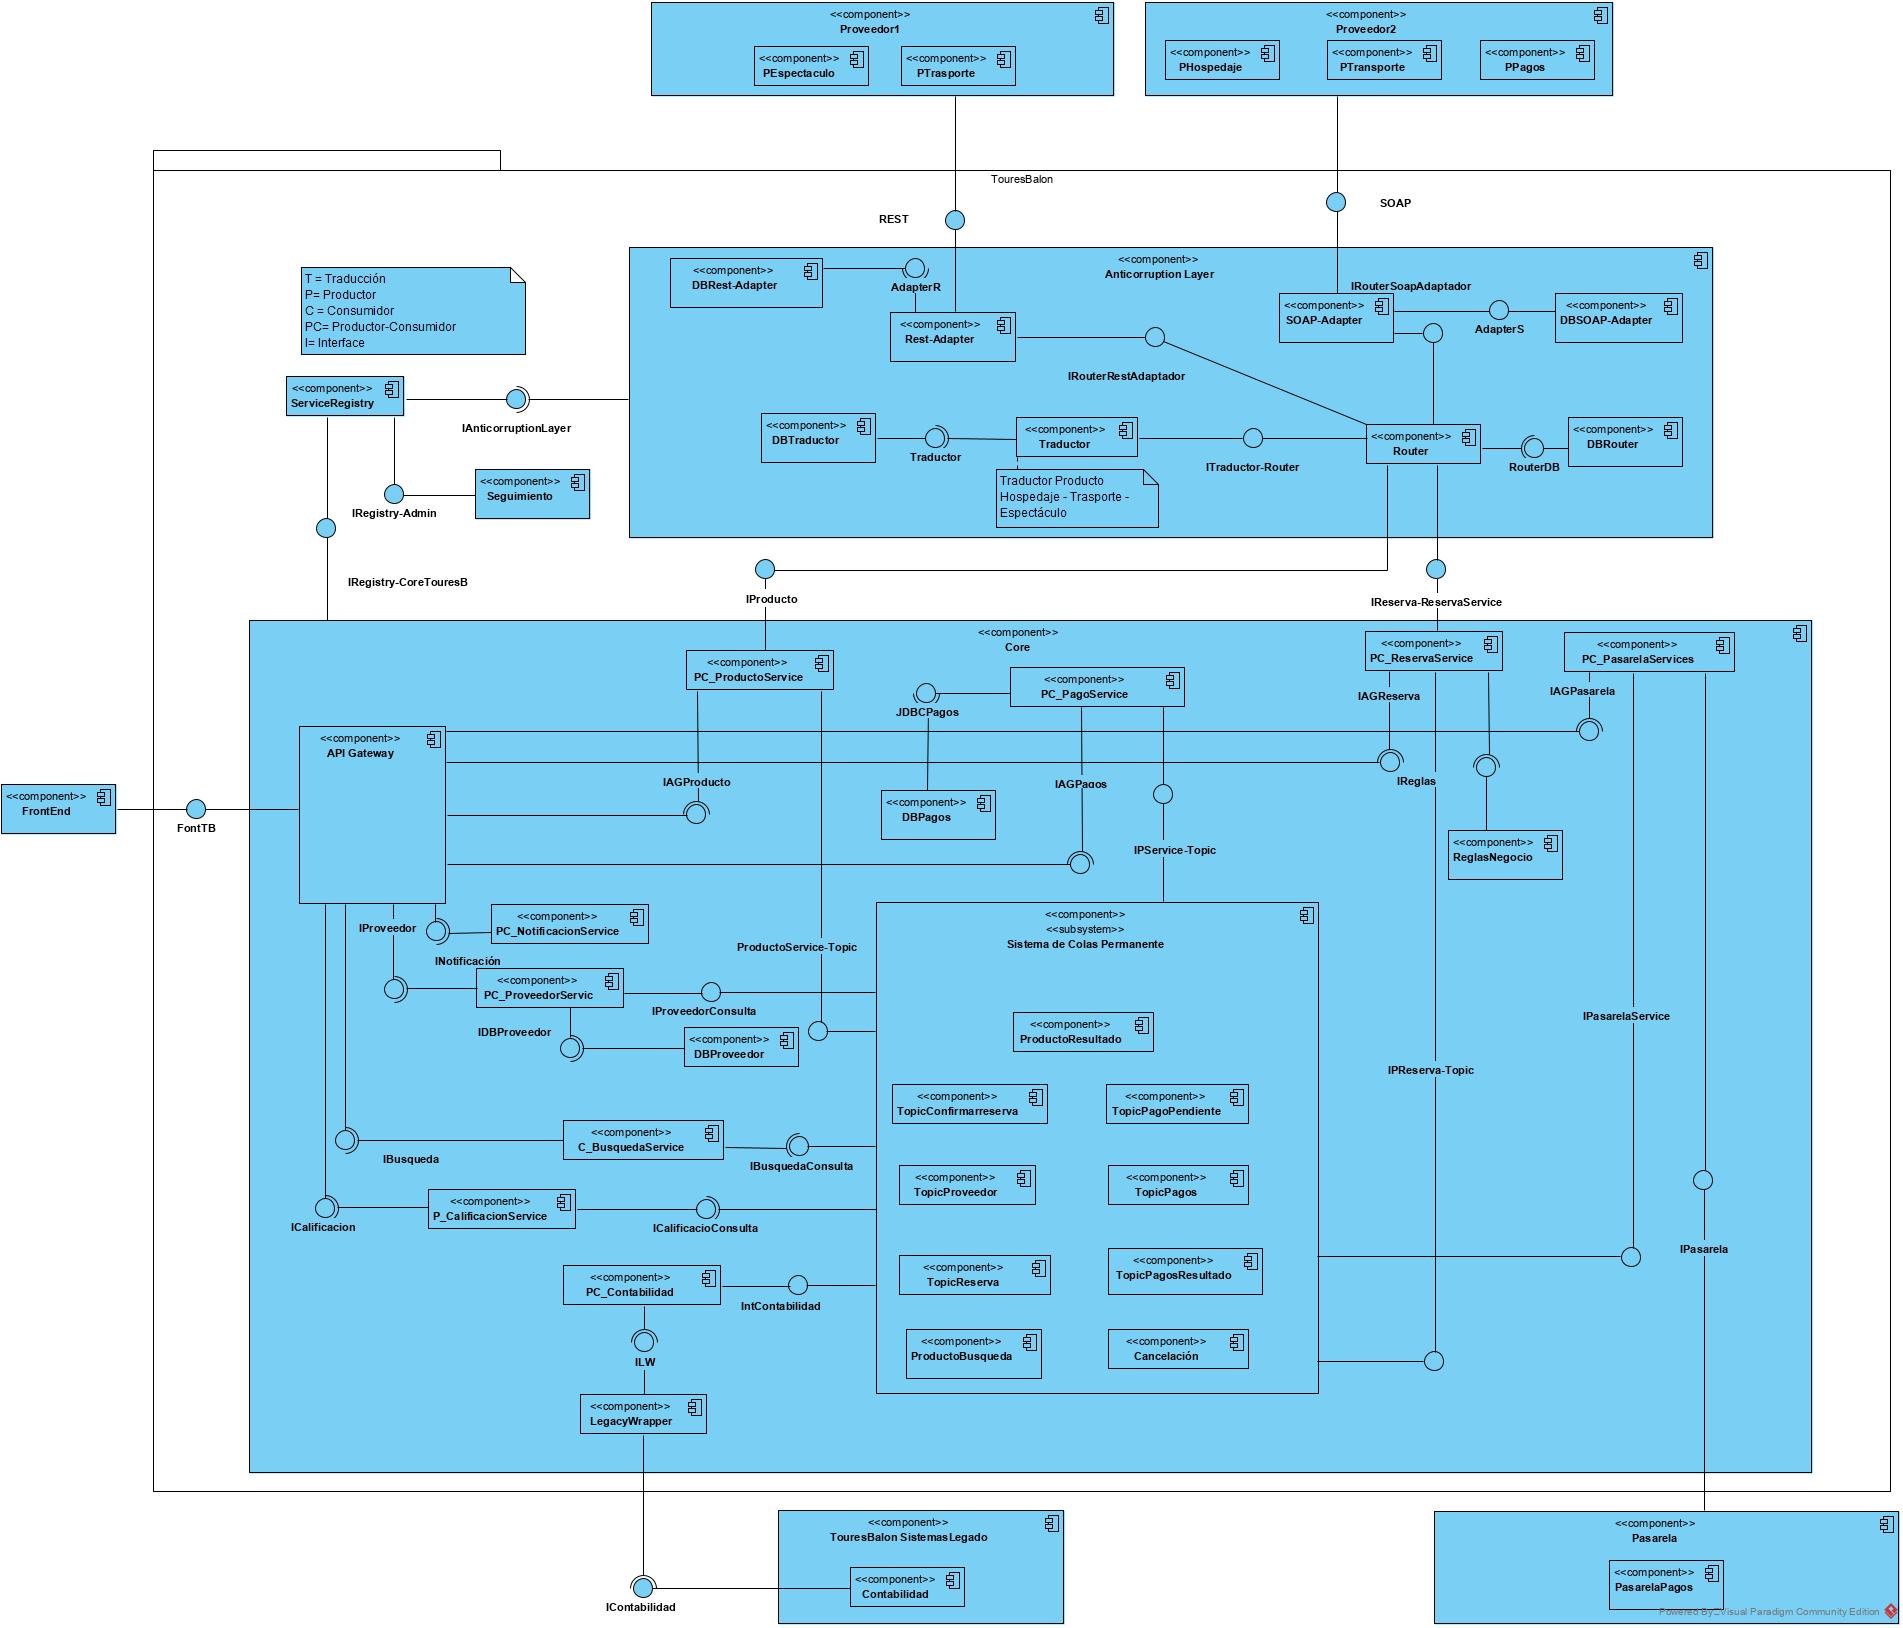 <<component>>
Proveedor1
<<component>>
PEspectaculo
<<component>>
PTrasporte
<<component>>
Proveedor2
<<component>>
PHospedaje
<<component>>
PTransporte
<<component>>
PPagos
TouresBalon
REST
SOAP
T = Traducción
P= Productor
C = Consumidor
PC= Productor-Consumidor
I= Interface
<<component>>
Anticorruption Layer
<<component>>
DBRest-Adapter
AdapterR
<<component>>
Rest-Adapter
IRouterSoapAdaptador
<<component>>
SOAP-Adapter
AdapterS
<<component>>
DBSOAP-Adapter
IRouterRestAdaptador
<<component>>
ServiceRegistry
IAnticorruptionLayer
<<component>>
DBTraductor
Traductor
<<component>>
Traductor
ITraductor-Router
<<component>>
Router
RouterDB
<<component>>
DBRouter
Traductor Producto
Hospedaje - Trasporte -
Espectáculo
<<component>>
Seguimiento
IRegistry-Admin
IRegistry-CoreTouresB
IProducto
IReserva-ReservaService
<<component>>
Core
<<component>>
PC_ProductoService
<<component>>
PC_PagoService
<<component>>
PC_ReservaService
<<component>>
PC_PasarelaServices
JDBCPagos
IAGReserva
IAGPasarela
<<component>>
API Gateway
IAGProducto
IAGPagos
IReglas
<<component>>
FrontEnd
FontTB
<<component>>
DBPagos
IPService-Topic
<<component>>
ReglasNegocio
IProveedor
<<component>>
PC_NotificacionService
INotificación
ProductoService-Topic
<<component>>
<<subsystem>>
Sistema de Colas Permanente
<<component>>
PC_ProveedorServic
IProveedorConsulta
IDBProveedor
<<component>>
DBProveedor
<<component>>
ProductoResultado
IPasarelaService
IPReserva-Topic
<<component>>
TopicConfirmarreserva
<<component>>
TopicPagoPendiente
<<component>>
C_BusquedaService
IBusqueda
IBusquedaConsulta
<<component>>
TopicProveedor
<<component>>
TopicPagos
<<component>>
P_CalificacionService
ICalificacion
ICalificacioConsulta
IPasarela
<<component>>
TopicReserva
<<component>>
TopicPagosResultado
<<component>>
PC_Contabilidad
IntContabilidad
<<component>>
ProductoBusqueda
<<component>>
Cancelación
ILW
<<component>>
LegacyWrapper
<<component>>
TouresBalon SistemasLegado
<<component>>
Contabilidad
IContabilidad
<<component>>
Pasarela
<<component>>
PasarelaPagos
Powered By Visual Paradigm Community Edition